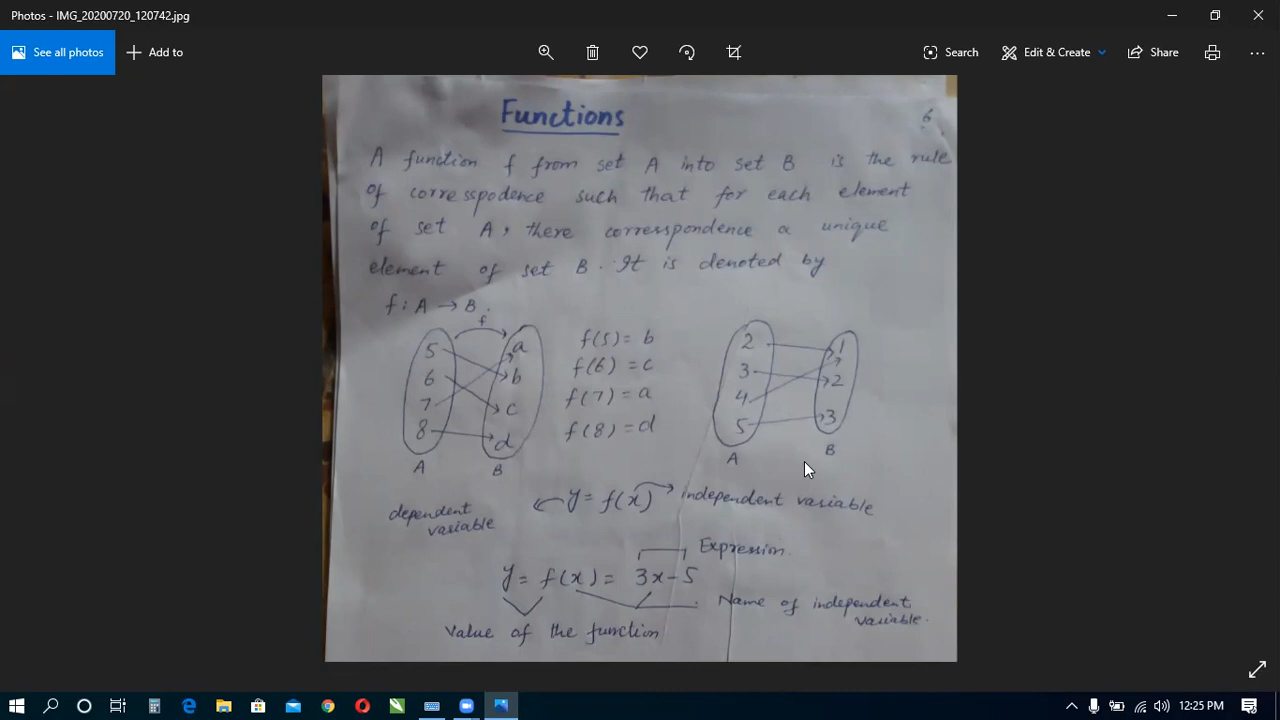 Photos - IMG_20200720_120742.jpg
See all photos
Add to
Search
Edit & Create
Share
Functions
6
A function f from set A into set B is the rule
of corresspodence such that for each element
of set A, there corresspondence a unique
element of set B. It is denoted by
f: A → B.
f
5
6
7
8
A
a
b
c
d
B
f(5) = b
f(6) = c
f(7) = a
f(8) = d
2
3
4
5
A
1
2
3
B
dependent
variable
y = f(x)
independent variable
Expression.
y = f(x) = 3x-5
Name of independent
variable.
Value of the function
12:25 PM